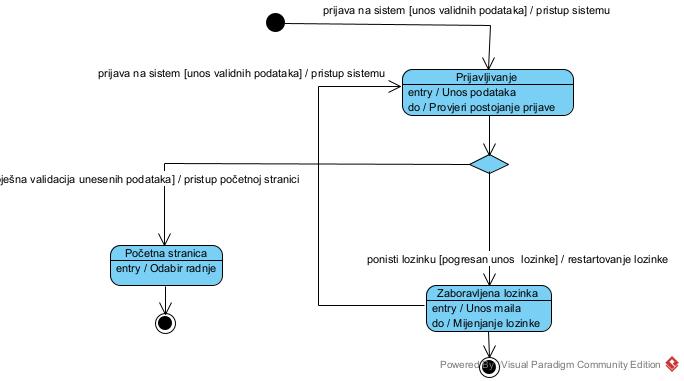 prijava na sistem [unos validnih podataka] / pristup sistemu
prijava na sistem [unos validnih podataka] / pristup sistemu
Prijavljivanje
entry / Unos podataka
do / Provjeri postojanje prijave
validacija unesenih podataka] / pristup početnoj stranici
Početna stranica
entry / Odabir radnje
ponisti lozinku [pogresan unos lozinke] / restartovanje lozinke
Zaboravljena lozinka
entry / Unos maila
do / Mijenjanje lozinke
Powered By Visual Paradigm Community Edition